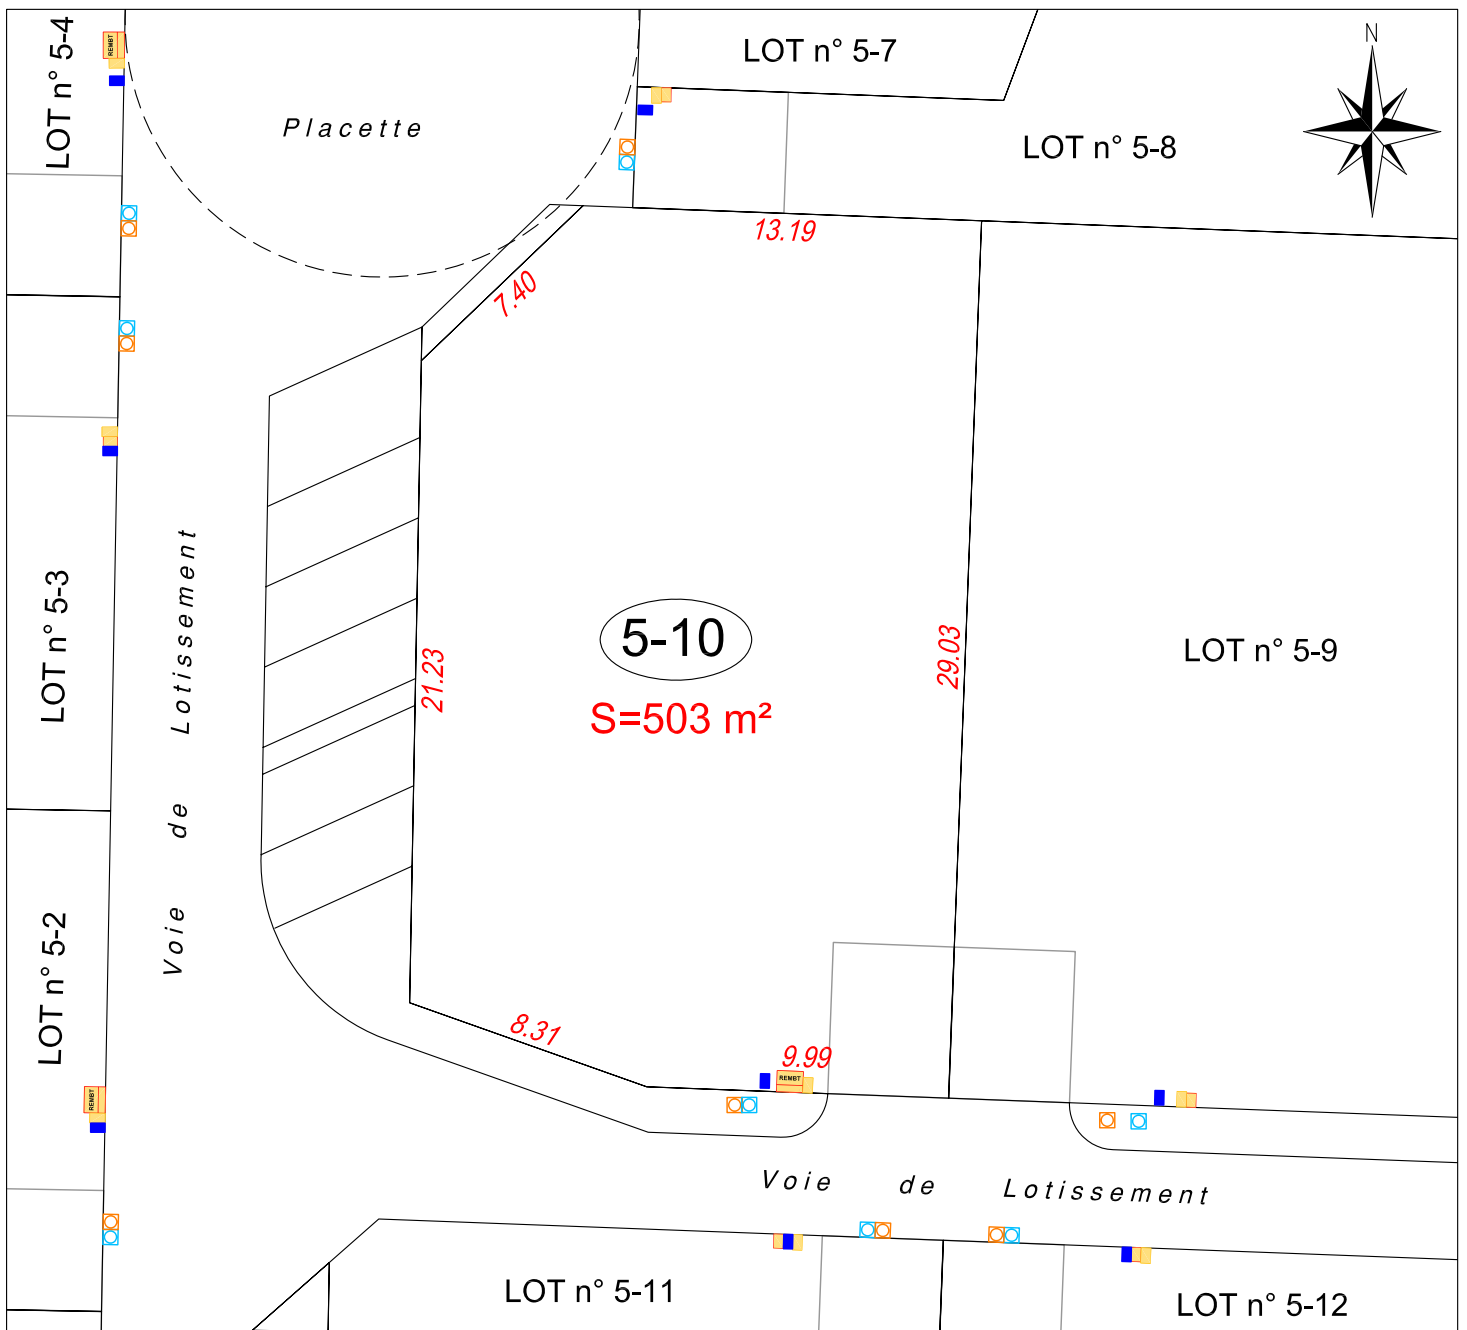 LOT n° 5-4
REMBT
Placette
LOT n° 5-7
N
LOT n° 5-8
13.19
7.40
LOT n° 5-3
Voie de Lotissement
21.23
5-10
S=503 m²
29.03
LOT n° 5-9
LOT n° 5-2
8.31
9.99
REMBT
REMBT
Voie de Lotissement
LOT n° 5-11
LOT n° 5-12